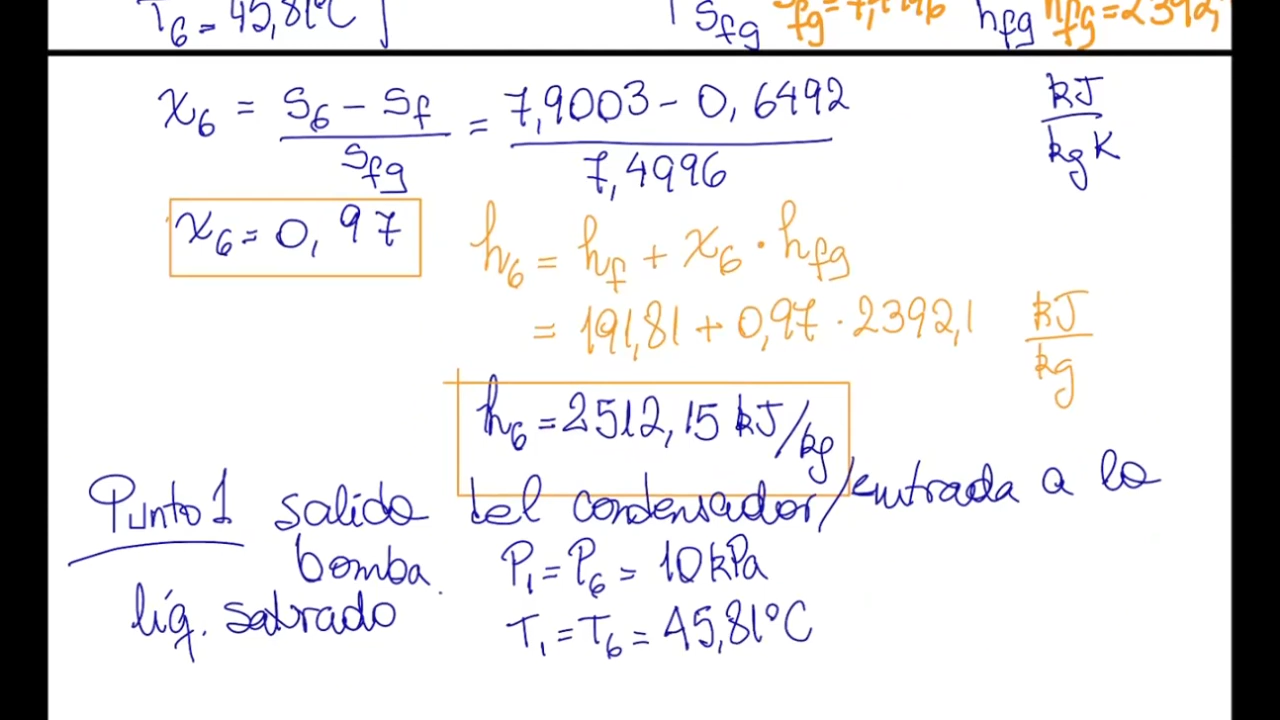 T6 = 45,81°C ] Sfg Sfg = 7,4996 hfg hfg = 2392,
x6 = (S6 - Sf) / Sfg = (7,9003 - 0,6492) / 7,4996 kJ / kg K
x6 = 0,97
h6 = hf + x6 · hfg
= 191,81 + 0,97 · 2392,1 kJ / kg
h6 = 2512,15 kJ/kg
Punto 1 salida del condensador/entrada a la
bomba. P1 = P6 = 10 kPa
líq. saturado T1 = T6 = 45,81°C